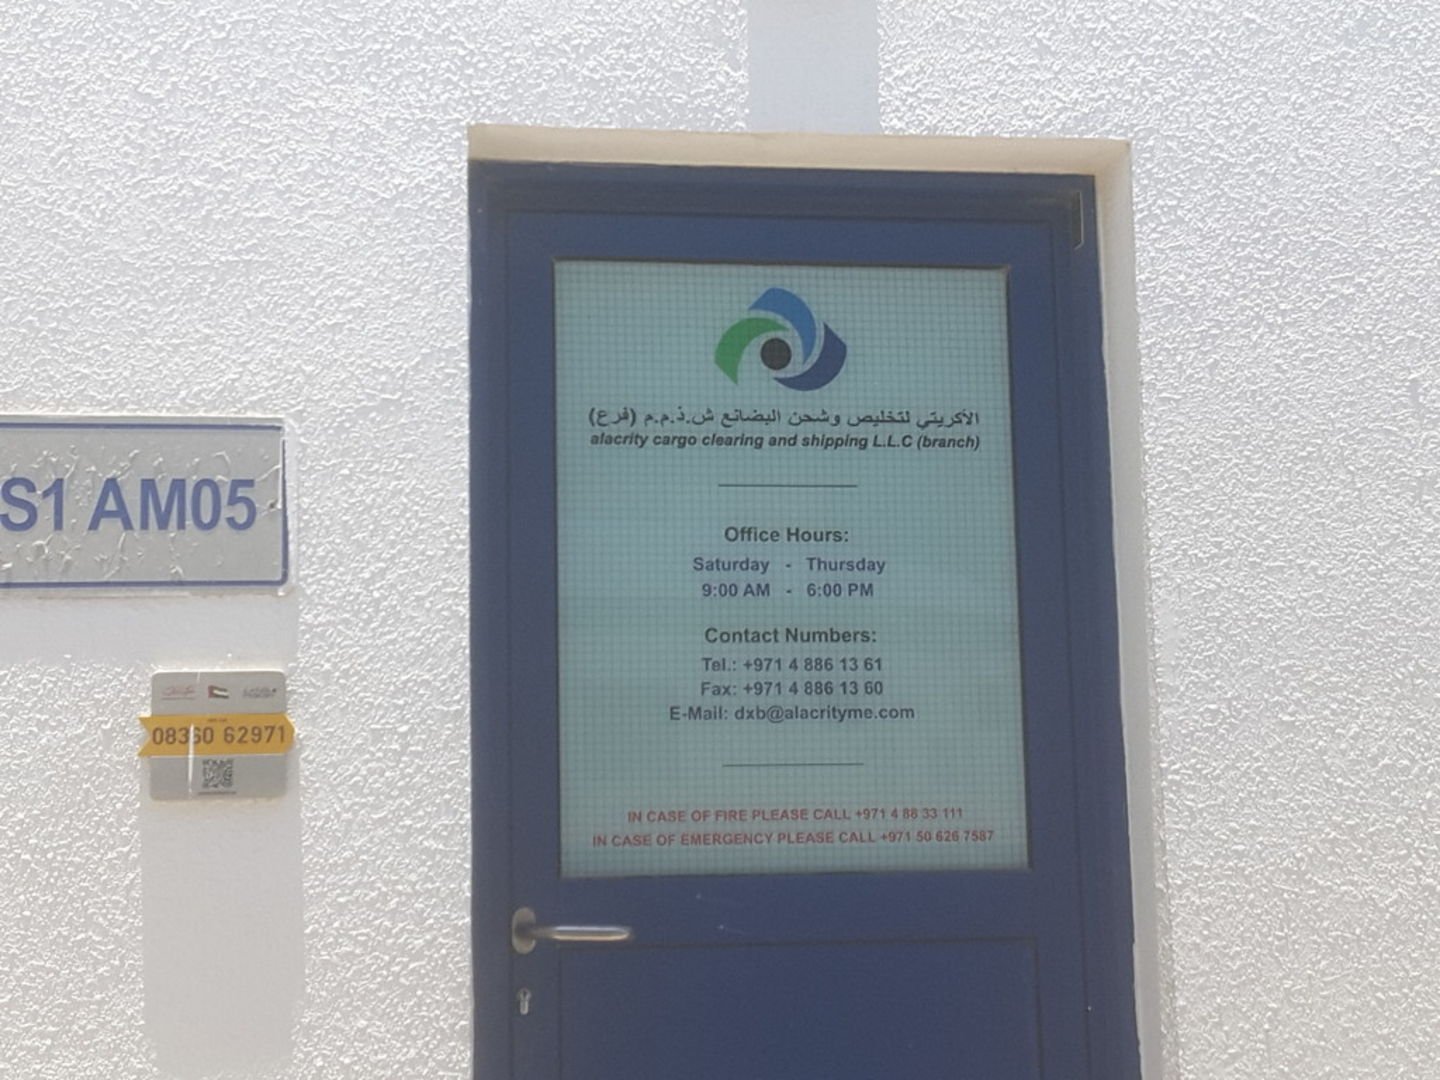 الأكريتي لتخليص وشحن البضائع ش.ذ.م.م (فرع)
alacrity cargo clearing and shipping L.L.C (branch)
Office Hours:
Saturday - Thursday
9:00 AM - 6:00 PM
Contact Numbers:
Tel.: +971 4 886 13 61
Fax: +971 4 886 13 60
E-Mail: dxb@alacrityme.com
IN CASE OF FIRE PLEASE CALL +971 4 88 33 111
IN CASE OF EMERGENCY PLEASE CALL +971 50 626 7587
S1 AM05
08360 62971